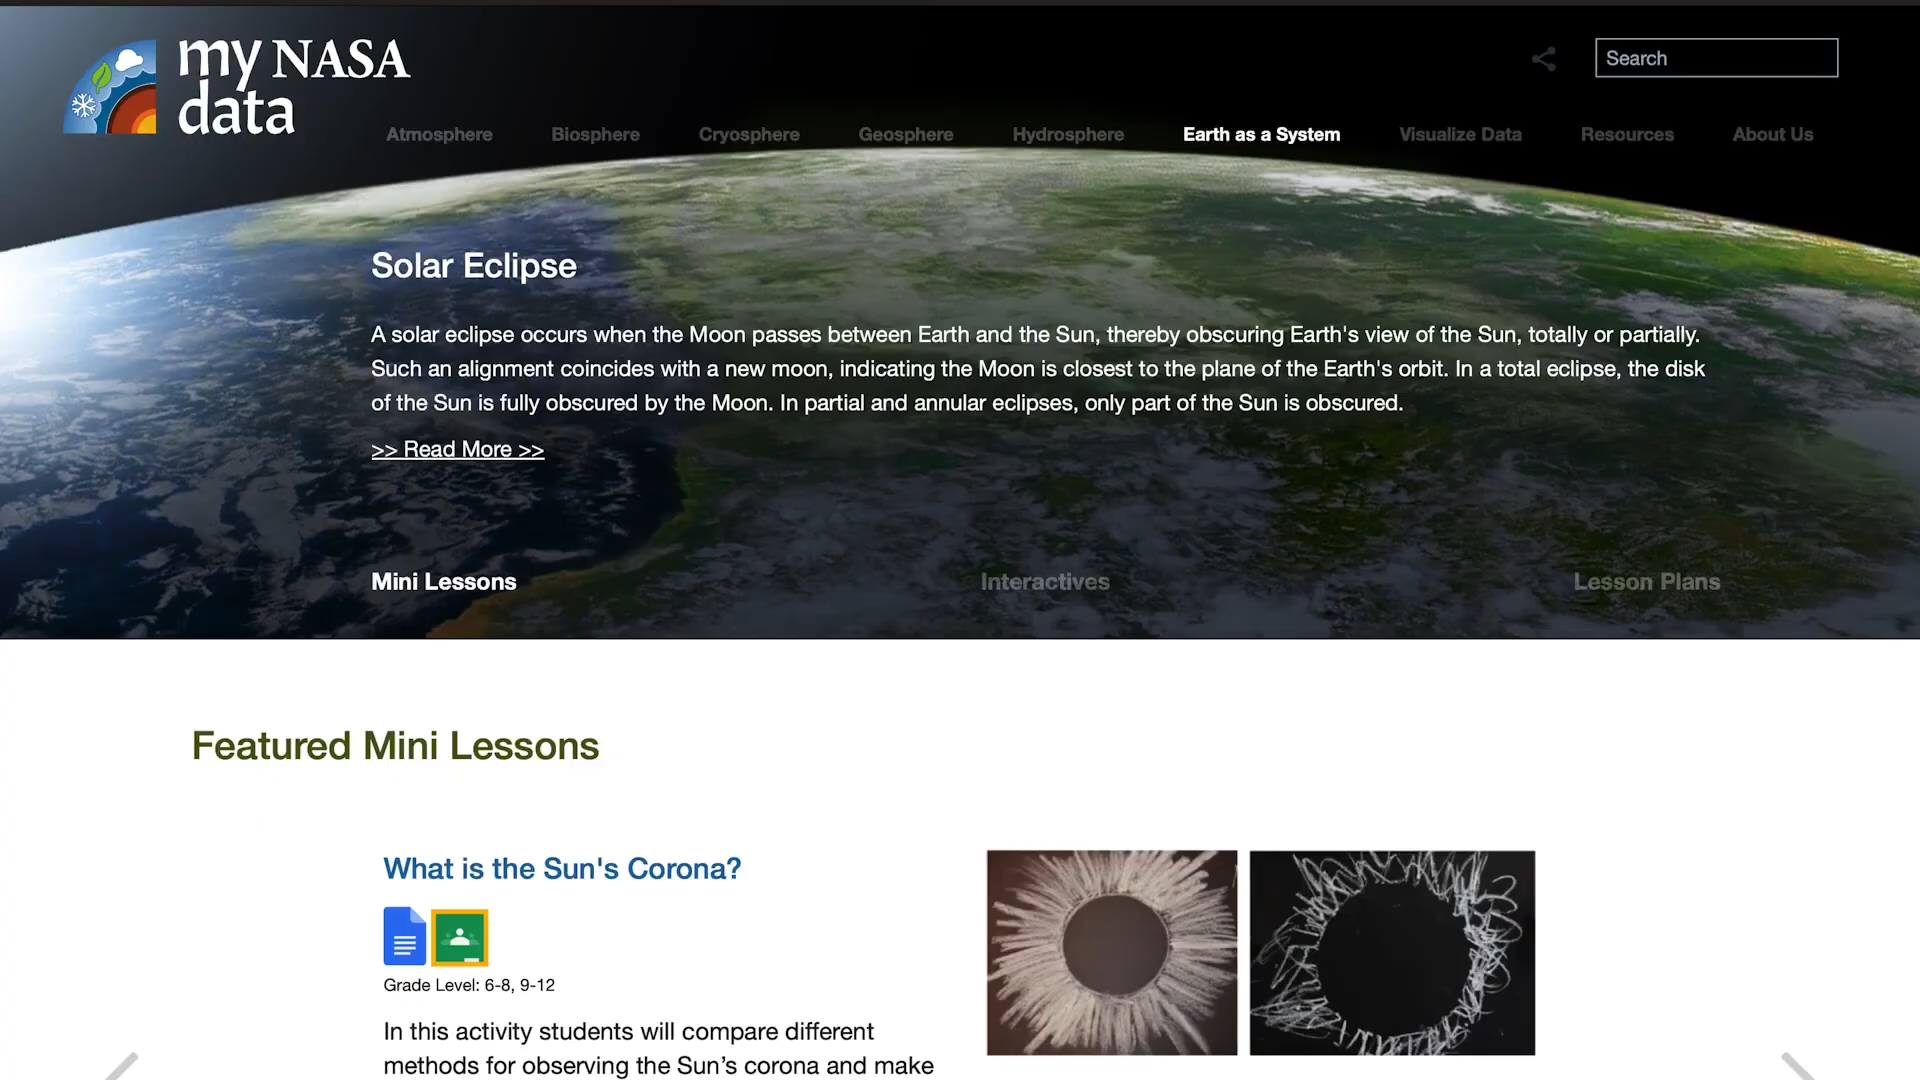 my NASA
data
Search
Atmosphere Biosphere Cryosphere Geosphere Hydrosphere Earth as a System Visualize Data Resources About Us
Solar Eclipse
A solar eclipse occurs when the Moon passes between Earth and the Sun, thereby obscuring Earth's view of the Sun, totally or partially.
Such an alignment coincides with a new moon, indicating the Moon is closest to the plane of the Earth's orbit. In a total eclipse, the disk
of the Sun is fully obscured by the Moon. In partial and annular eclipses, only part of the Sun is obscured.
>> Read More >>
Mini Lessons Interactives Lesson Plans
Featured Mini Lessons
What is the Sun's Corona?
Grade Level: 6-8, 9-12
In this activity students will compare different
methods for observing the Sun’s corona and make